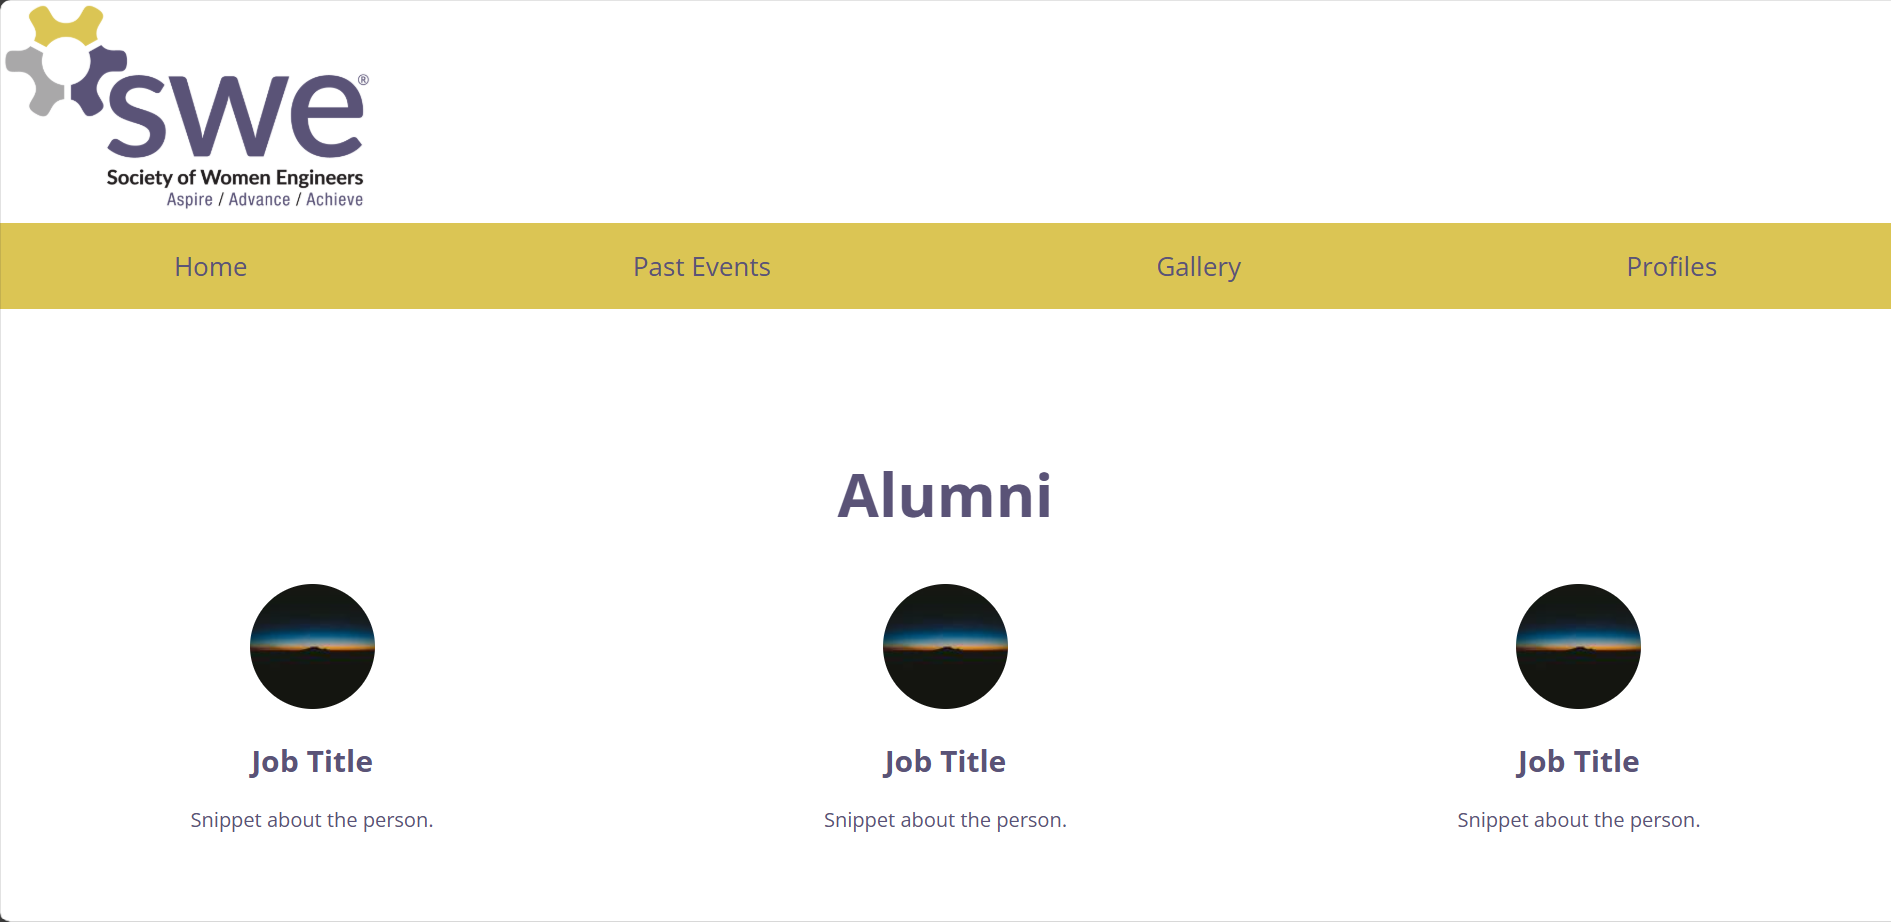 swe®
Society of Women Engineers
Aspire / Advance / Achieve
Home Past Events Gallery Profiles
Alumni
Job Title Job Title Job Title
Snippet about the person. Snippet about the person. Snippet about the person.